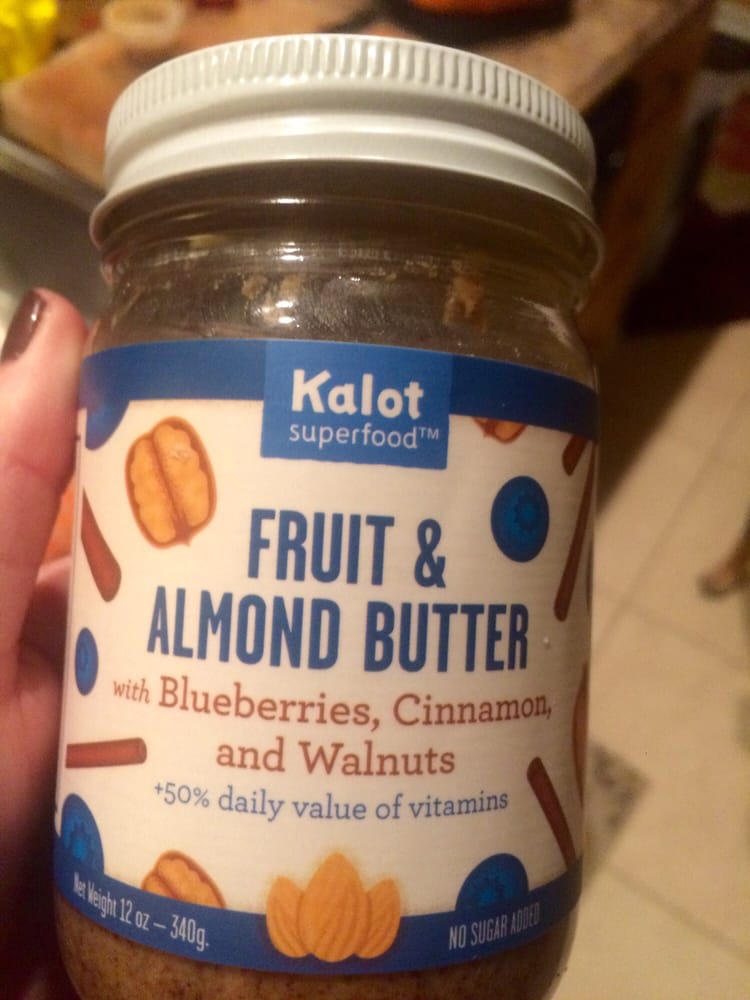 Kalot
superfood™
FRUIT &
ALMOND BUTTER
with Blueberries, Cinnamon,
and Walnuts
+50% daily value of vitamins
Net Weight 12 oz – 340g.
NO SUGAR ADDED